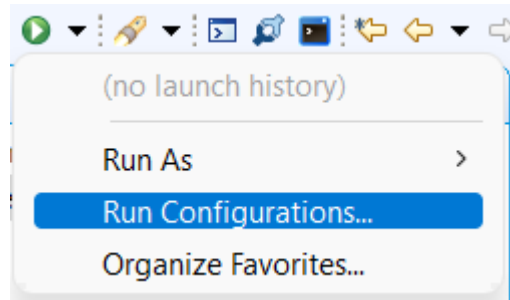 (no launch history)
Run As
Run Configurations...
Organize Favorites...